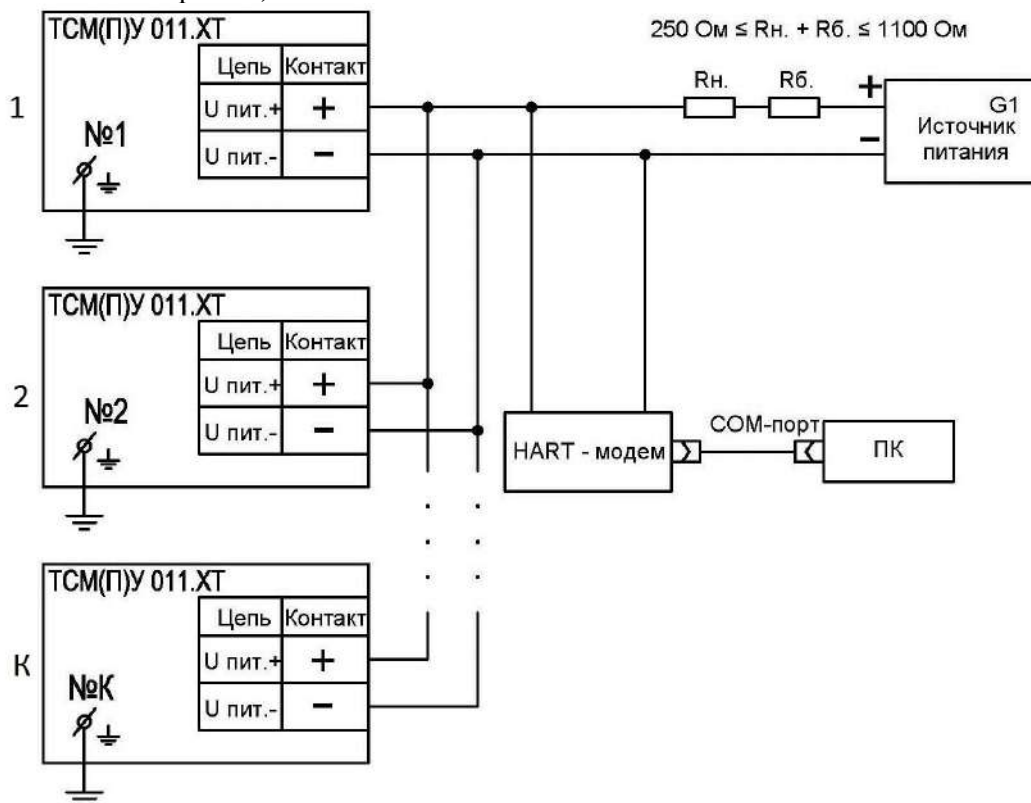 ТСМ(П)У 011.ХТ
250 Ом ≤ Rн. + Rб. ≤ 1100 Ом
Цепь Контакт
Rн. Rб.
1
U пит.+ +
+
G1
Источник
питания
№1
U пит.- −
−
ТСМ(П)У 011.ХТ
Цепь Контакт
2
U пит.+ +
№2
U пит.- −
HART - модем
COM-порт
ПК
ТСМ(П)У 011.ХТ
Цепь Контакт
К
U пит.+ +
№К
U пит.- −